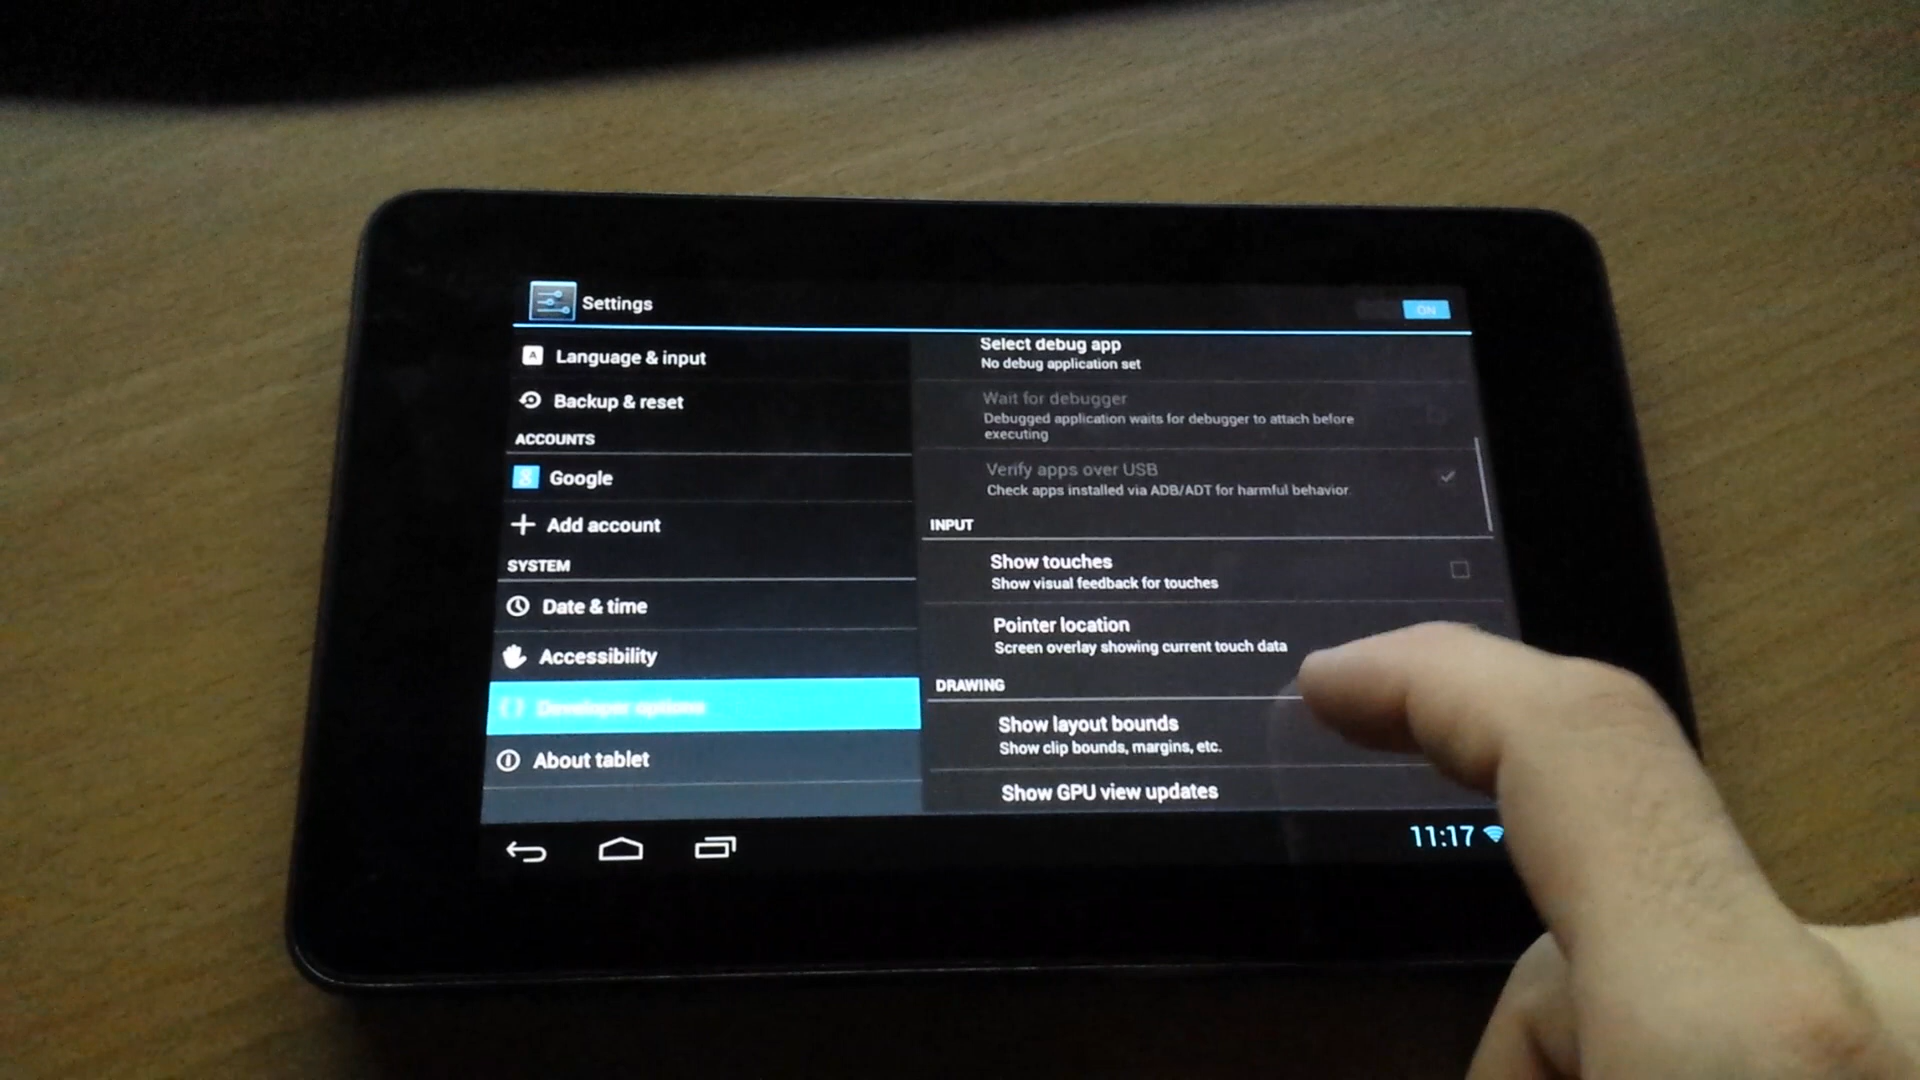 Settings
ON
Language & input
Backup & reset
ACCOUNTS
Google
Add account
SYSTEM
Date & time
Accessibility
Developer options
About tablet
Select debug app
No debug application set
Wait for debugger
Debugged application waits for debugger to attach before
executing
Verify apps over USB
Check apps installed via ADB/ADT for harmful behavior
INPUT
Show touches
Show visual feedback for touches
Pointer location
Screen overlay showing current touch data
DRAWING
Show layout bounds
Show clip bounds, margins, etc.
Show GPU view updates
11:17